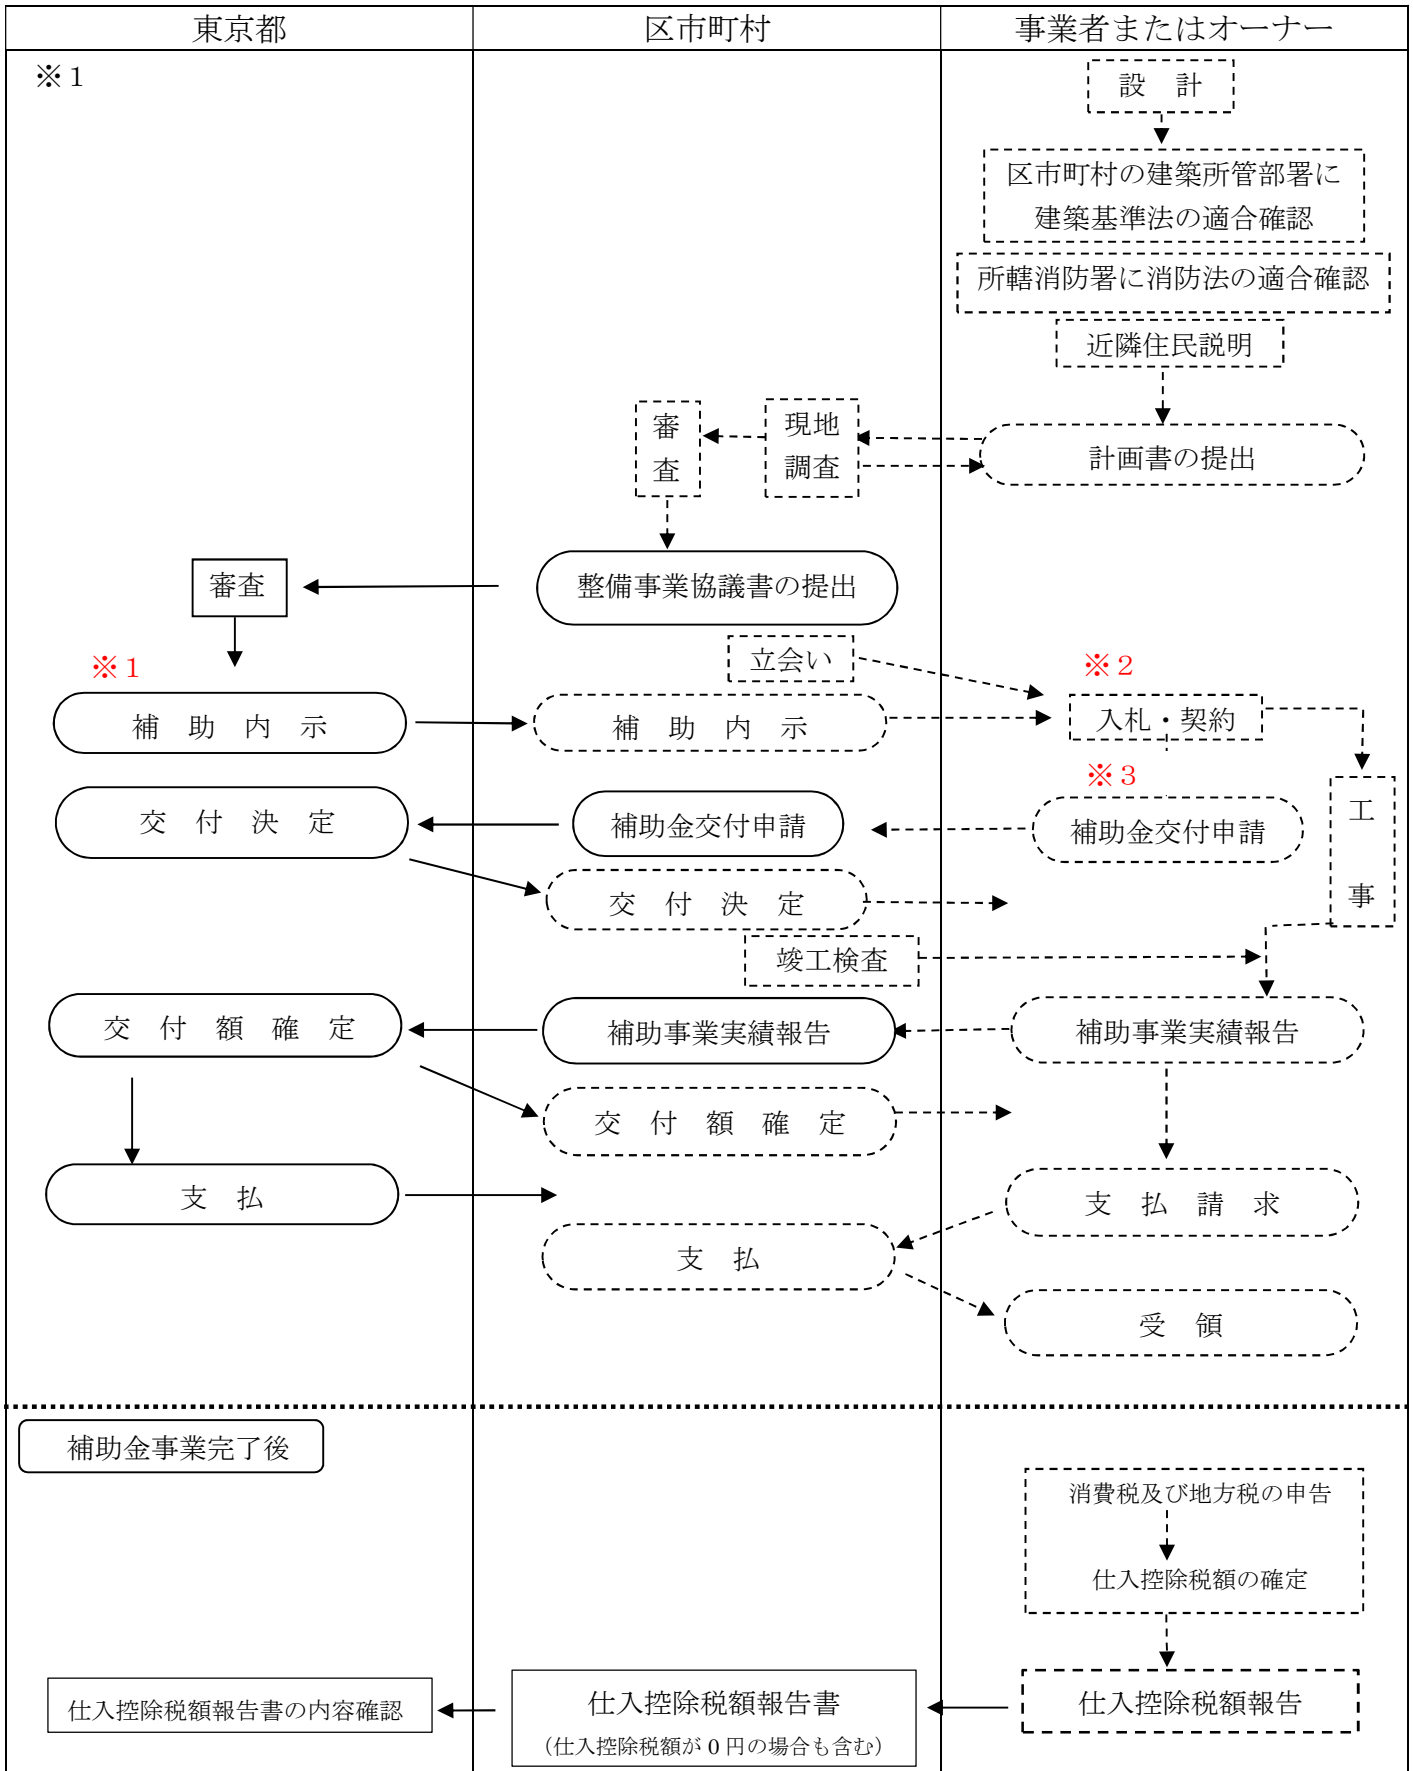 東京都
区市町村
事業者またはオーナー
※１
設　計
区市町村の建築所管部署に
建築基準法の適合確認
所轄消防署に消防法の適合確認
近隣住民説明
審
査
現地
調査
計画書の提出
審査
整備事業協議書の提出
立会い
※１
※２
補　助　内　示
補　助　内　示
入札・契約
※３
工
事
交　付　決　定
補助金交付申請
補助金交付申請
交　付　決　定
竣工検査
交　付　額　確　定
補助事業実績報告
補助事業実績報告
交　付　額　確　定
支　払
支　払　請　求
支　払
受　領
補助金事業完了後
消費税及び地方税の申告
仕入控除税額の確定
仕入控除税額報告書の内容確認
仕入控除税額報告書
（仕入控除税額が 0 円の場合も含む）
仕入控除税額報告